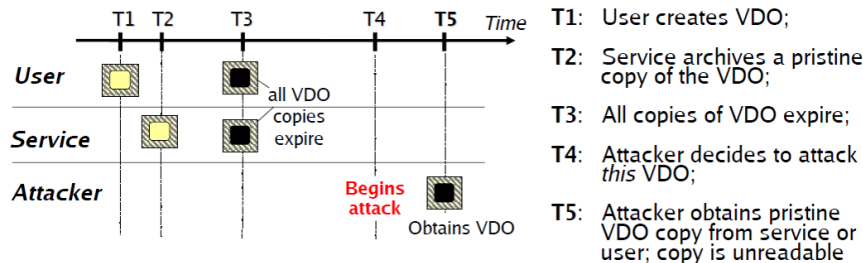 T1 T2 T3 T4 T5 Time
User
all VDO
copies
expire
Service
Attacker
Begins
attack
Obtains VDO
T1: User creates VDO;
T2: Service archives a pristine
copy of the VDO;
T3: All copies of VDO expire;
T4: Attacker decides to attack
this VDO;
T5: Attacker obtains pristine
VDO copy from service or
user; copy is unreadable